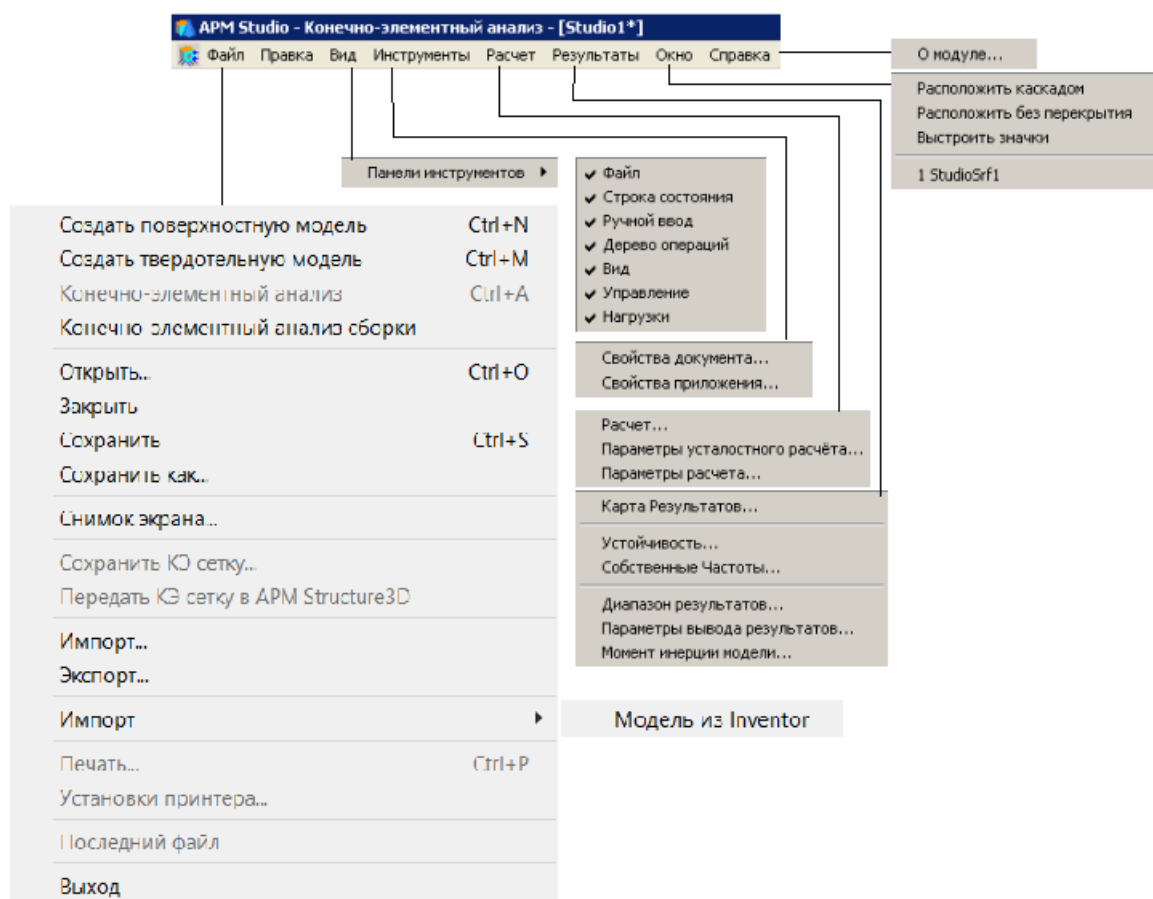 APM Studio - Конечно-элементный анализ - [Studio1*]
Файл Правка Вид Инструменты Расчет Результаты Окно Справка
О модуле...
Расположить каскадом
Расположить без перекрытия
Выстроить значки
1 StudioSrf1
Панели инструментов
Файл
Строка состояния
Ручной ввод
Дерево операций
Вид
Управление
Нагрузки
Создать поверхностную модель Ctrl+N
Создать твердотельную модель Ctrl+M
Конечно-элементный анализ Ctrl+A
Конечно-элементный анализ сборки
Открыть... Ctrl+O
Закрыть
Сохранить Ctrl+S
Сохранить как...
Снимок экрана...
Сохранить КЭ сетку...
Передать КЭ сетку в APM Structure3D
Импорт...
Экспорт...
Импорт
Модель из Inventor
Печать... Ctrl+P
Установки принтера...
Последний файл
Выход
Свойства документа...
Свойства приложения...
Расчет...
Параметры усталостного расчёта...
Параметры расчета...
Карта Результатов...
Устойчивость...
Собственные Частоты...
Диапазон результатов...
Параметры вывода результатов...
Момент инерции модели...